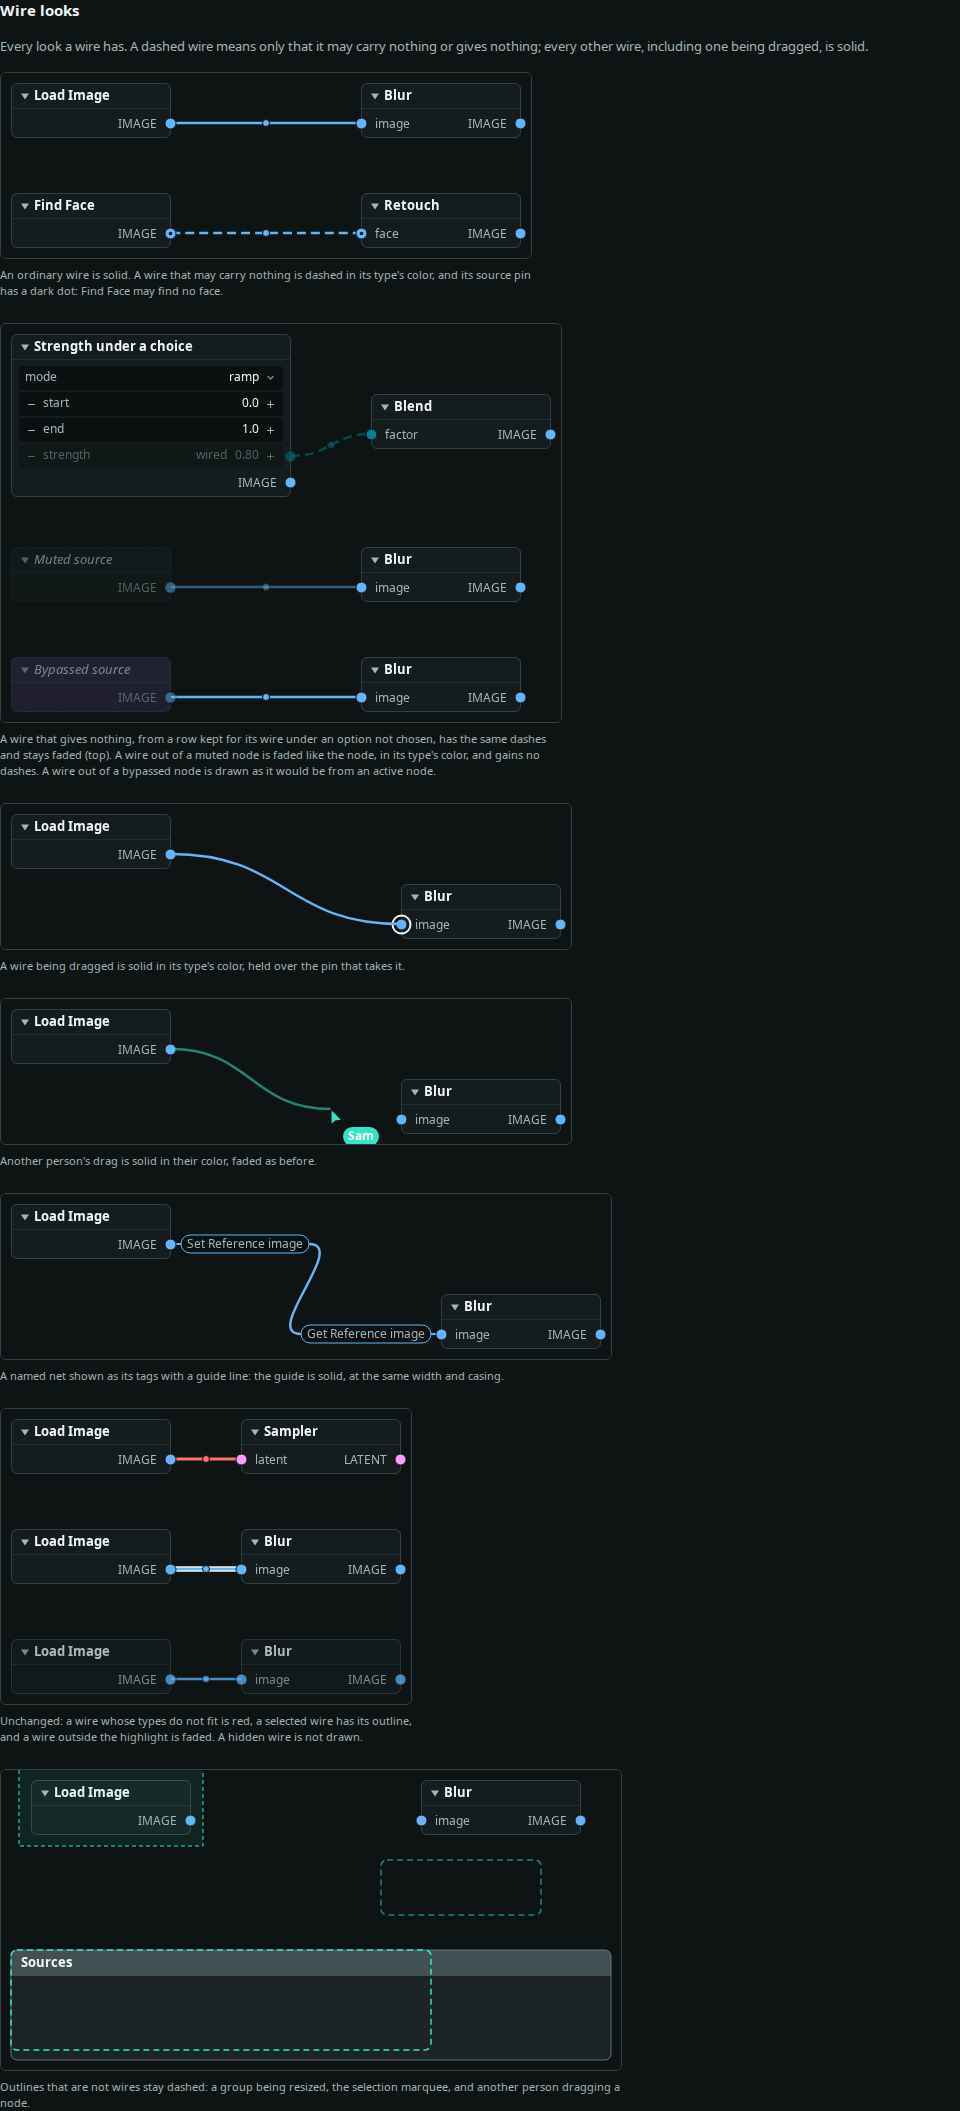 Wire looks
Every look a wire has. A dashed wire means only that it may carry nothing or gives nothing; every other wire, including one being dragged, is solid.
Load Image
Blur
IMAGE
image IMAGE
Find Face
Retouch
IMAGE
face IMAGE
An ordinary wire is solid. A wire that may carry nothing is dashed in its type's color, and its source pin
has a dark dot: Find Face may find no face.
Strength under a choice
mode ramp
start 0.0 +
end 1.0 +
strength wired 0.80 +
IMAGE
Blend
factor IMAGE
Muted source
Blur
IMAGE
image IMAGE
Bypassed source
Blur
IMAGE
image IMAGE
A wire that gives nothing, from a row kept for its wire under an option not chosen, has the same dashes
and stays faded (top). A wire out of a muted node is faded like the node, in its type's color, and gains no
dashes. A wire out of a bypassed node is drawn as it would be from an active node.
Load Image
IMAGE
Blur
image IMAGE
A wire being dragged is solid in its type's color, held over the pin that takes it.
Load Image
IMAGE
Blur
image IMAGE
Sam
Another person's drag is solid in their color, faded as before.
Load Image
IMAGE
Set Reference image
Blur
Get Reference image
image IMAGE
A named net shown as its tags with a guide line: the guide is solid, at the same width and casing.
Load Image
Sampler
IMAGE
latent LATENT
Load Image
Blur
IMAGE
image IMAGE
Load Image
Blur
IMAGE
image IMAGE
Unchanged: a wire whose types do not fit is red, a selected wire has its outline,
and a wire outside the highlight is faded. A hidden wire is not drawn.
Load Image
Blur
IMAGE
image IMAGE
Sources
Outlines that are not wires stay dashed: a group being resized, the selection marquee, and another person dragging a
node.